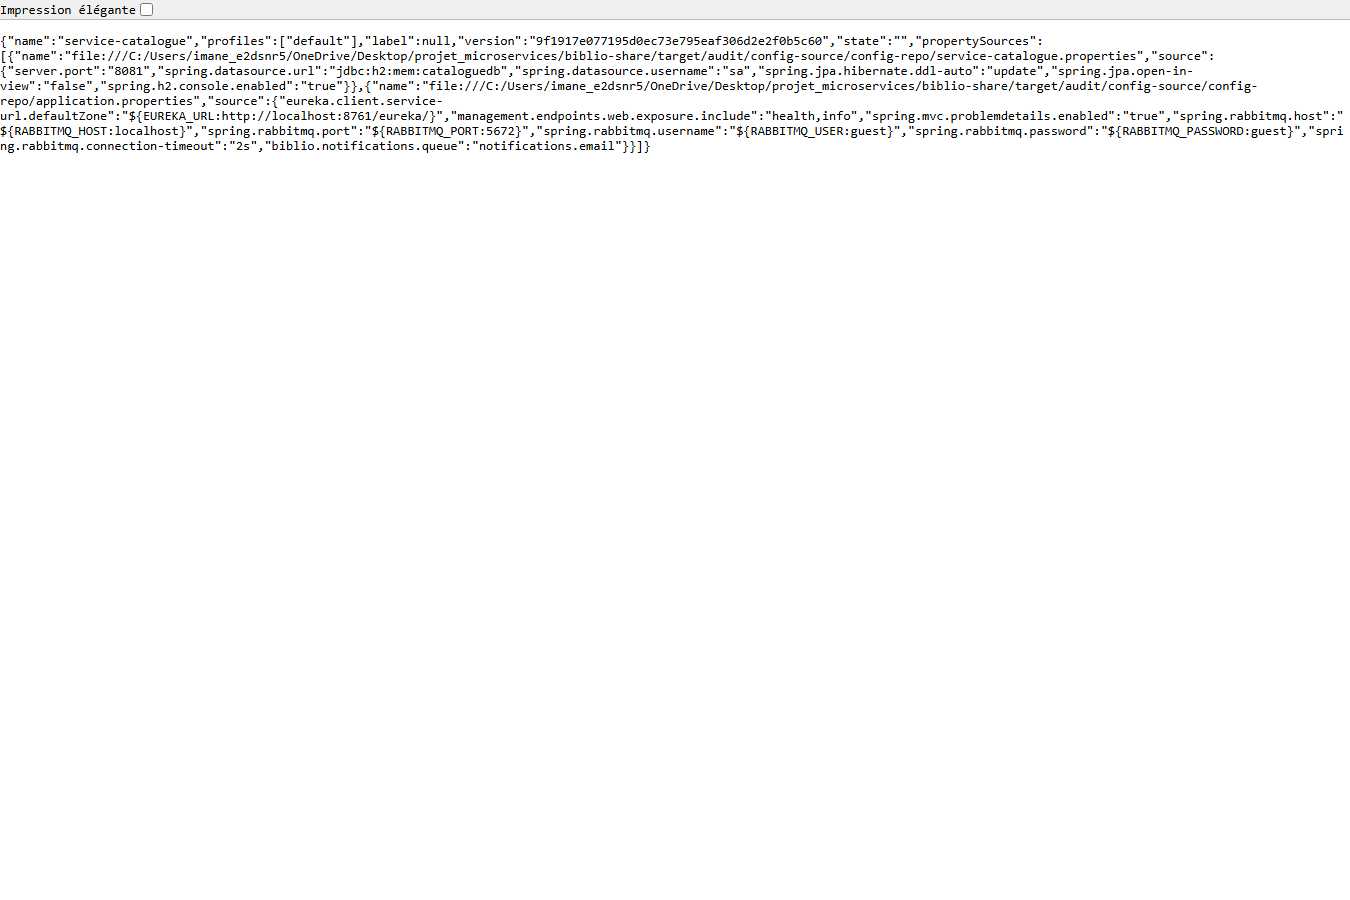 Impression élégante
{"name":"service-catalogue","profiles":["default"],"label":null,"version":"9f1917e077195d0ec73e795eaf306d2e2f0b5c60","state":"","propertySources":
[{"name":"file:///C:/Users/imane_e2dsnr5/OneDrive/Desktop/projet_microservices/biblio-share/target/audit/config-source/config-repo/service-catalogue.properties","source":
{"server.port":"8081","spring.datasource.url":"jdbc:h2:mem:cataloguedb","spring.datasource.username":"sa","spring.jpa.hibernate.ddl-auto":"update","spring.jpa.open-in-
view":"false","spring.h2.console.enabled":"true"}},{"name":"file:///C:/Users/imane_e2dsnr5/OneDrive/Desktop/projet_microservices/biblio-share/target/audit/config-source/config-
repo/application.properties","source":{"eureka.client.service-
url.defaultZone":"${EUREKA_URL:http://localhost:8761/eureka/}","management.endpoints.web.exposure.include":"health,info","spring.mvc.problemdetails.enabled":"true","spring.rabbitmq.host":"
${RABBITMQ_HOST:localhost}","spring.rabbitmq.port":"${RABBITMQ_PORT:5672}","spring.rabbitmq.username":"${RABBITMQ_USER:guest}","spring.rabbitmq.password":"${RABBITMQ_PASSWORD:guest}","spri
ng.rabbitmq.connection-timeout":"2s","biblio.notifications.queue":"notifications.email"}}]}